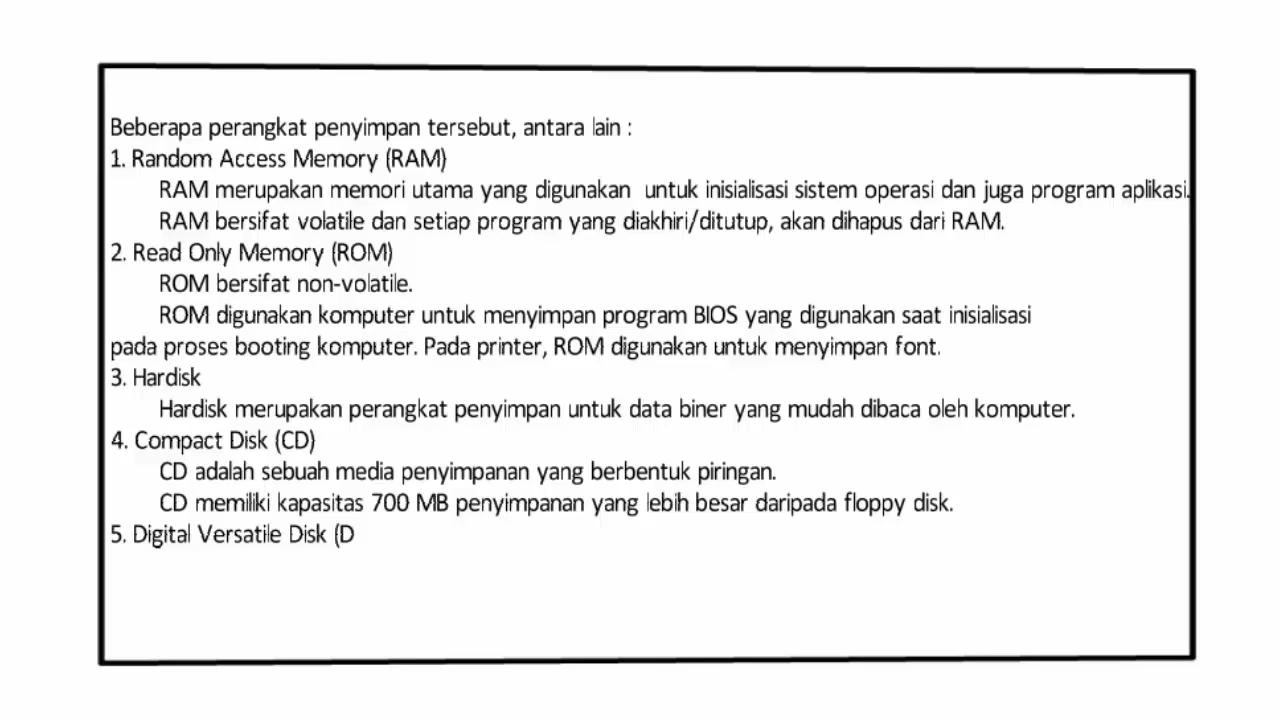 Beberapa perangkat penyimpan tersebut, antara lain :
1. Random Access Memory (RAM)
RAM merupakan memori utama yang digunakan  untuk inisialisasi sistem operasi dan juga program aplikasi.
RAM bersifat volatile dan setiap program yang diakhiri/ditutup, akan dihapus dari RAM.
2. Read Only Memory (ROM)
ROM bersifat non-volatile.
ROM digunakan komputer untuk menyimpan program BIOS yang digunakan saat inisialisasi
pada proses booting komputer. Pada printer, ROM digunakan untuk menyimpan font.
3. Hardisk
Hardisk merupakan perangkat penyimpan untuk data biner yang mudah dibaca oleh komputer.
4. Compact Disk (CD)
CD adalah sebuah media penyimpanan yang berbentuk piringan.
CD memiliki kapasitas 700 MB penyimpanan yang lebih besar daripada floppy disk.
5. Digital Versatile Disk (D